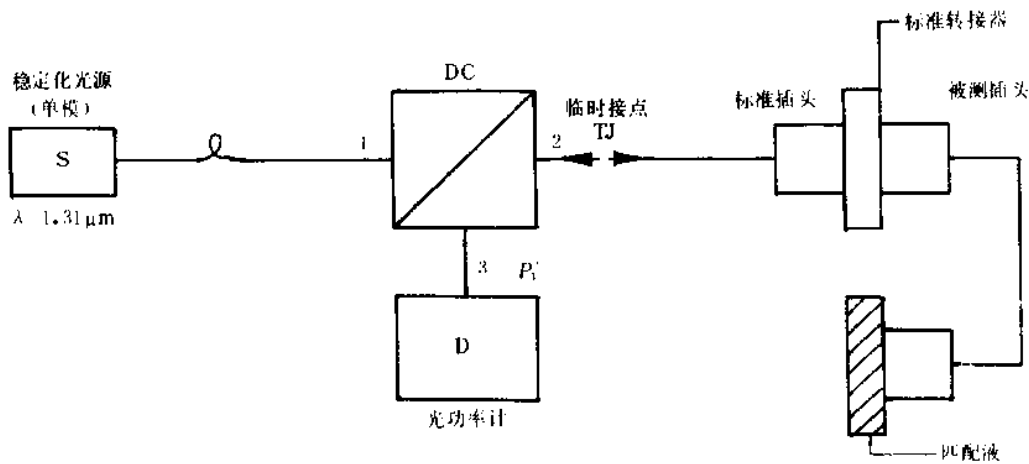 标准转接器
稳定化光源
(单模)
DC
临时接点
TJ
标准插头
被测插头
S
1
2
λ 1.31μm
3
D
光功率计
匹配液